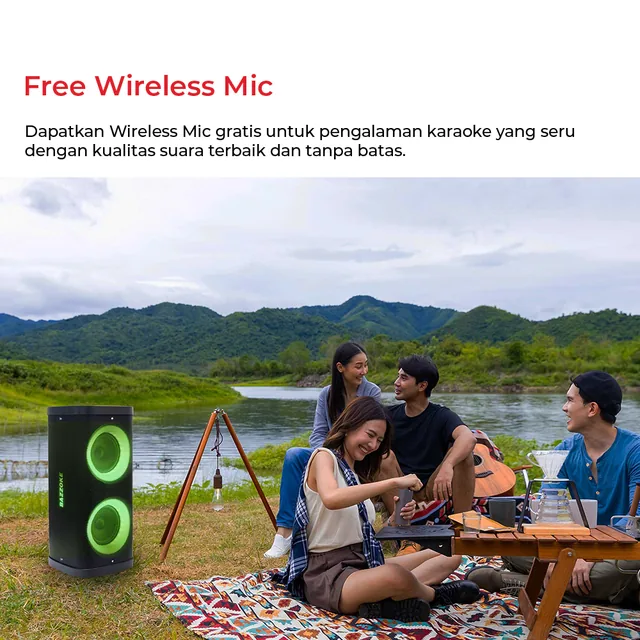 Free Wireless Mic
Dapatkan Wireless Mic gratis untuk pengalaman karaoke yang seru
dengan kualitas suara terbaik dan tanpa batas.
BAZZOKE